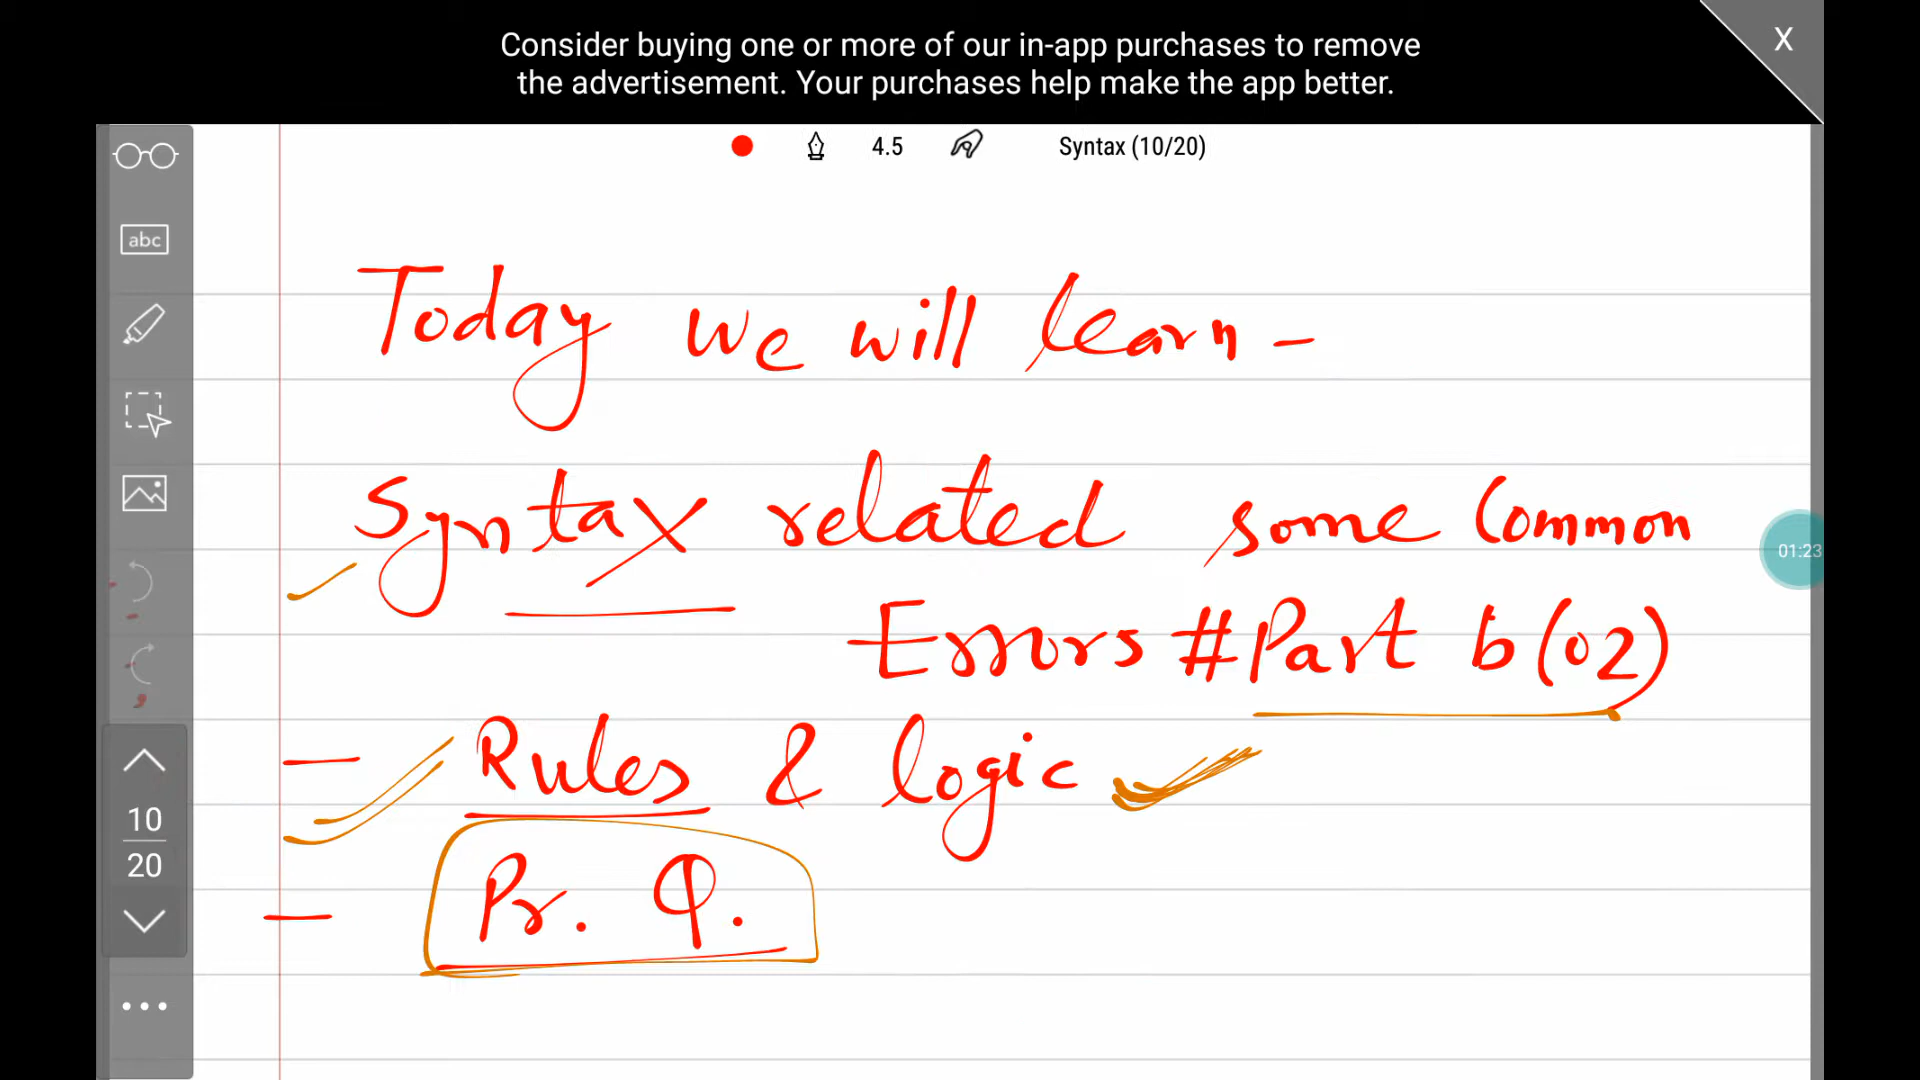 Consider buying one or more of our in-app purchases to remove
the advertisement. Your purchases help make the app better.
X
4.5
Syntax (10/20)
abc
Today we will learn -
Syntax related some Common
01:23
Errors # Part b (02)
- Rules & logic
10
20
- Pr. Q.